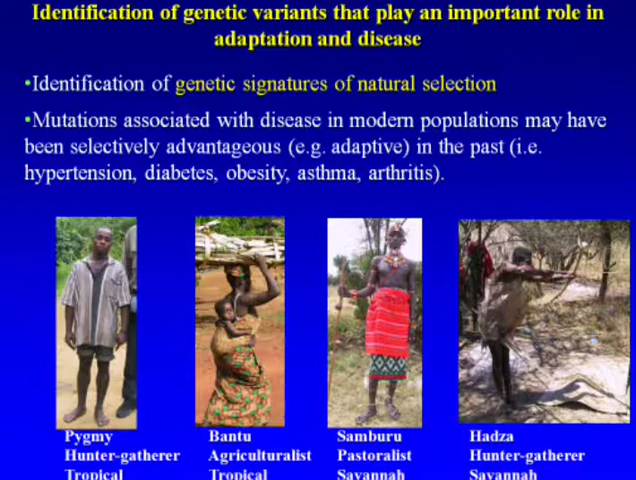 Identification of genetic variants that play an important role in
adaptation and disease
•Identification of genetic signatures of natural selection
•Mutations associated with disease in modern populations may have
been selectively advantageous (e.g. adaptive) in the past (i.e.
hypertension, diabetes, obesity, asthma, arthritis).
Pygmy
Hunter-gatherer
Tropical
Bantu
Agriculturalist
Tropical
Samburu
Pastoralist
Savannah
Hadza
Hunter-gatherer
Savannah